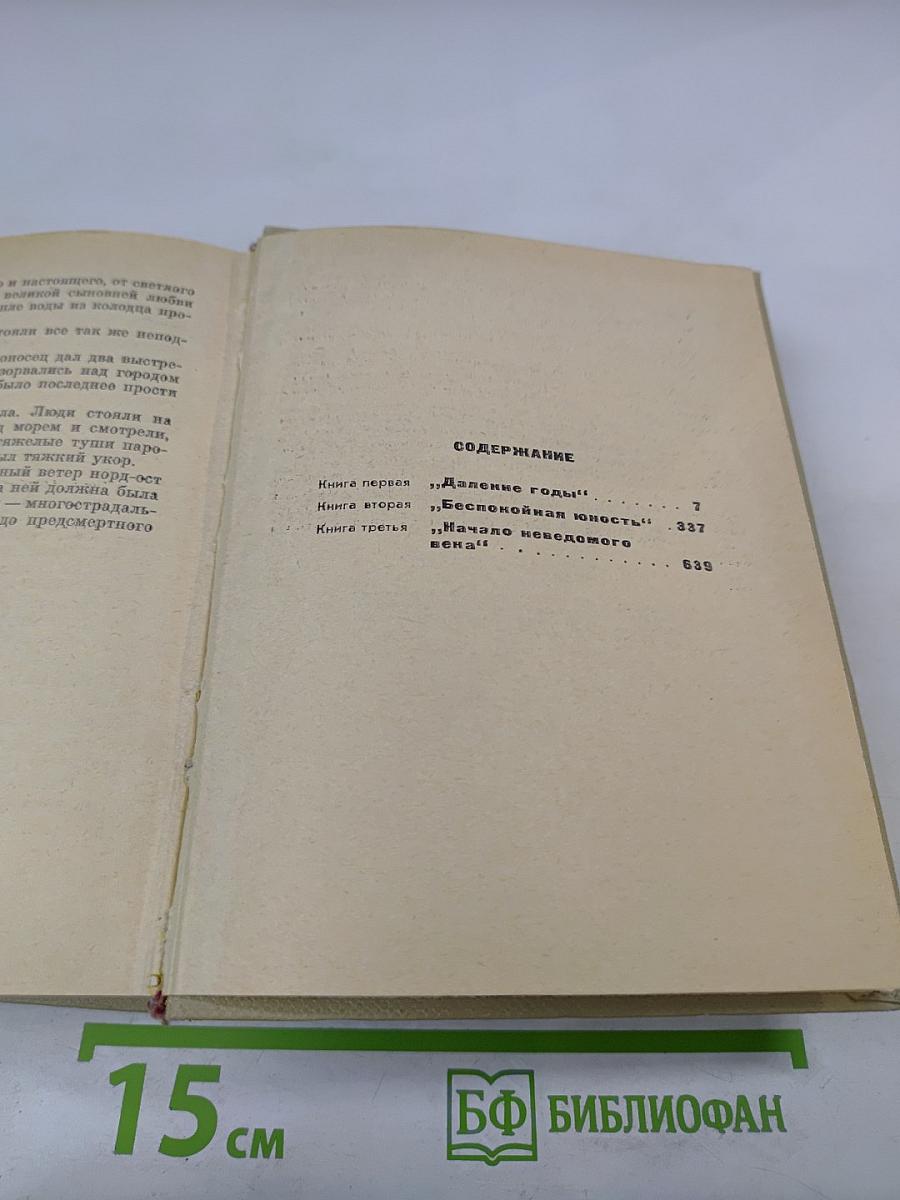 о и настоящего, от светлого
великой сыновней любви
пле воды из колодца про-
тояли все так же непод-
оносец дал два выстре-
зорвались над городом
было последнее прости
ла. Люди стояли на
д морем и смотрели,
тяжелые туши паро-
ыл тяжкий укор.
ный ветер норд-ост
а ней должна была
— многострадаль-
до предсмертного
СОДЕРЖАНИЕ
Книга первая „Далекие годы“ . . . . . . . 7
Книга вторая „Беспокойная юность“ . 337
Книга третья „Начало неведомого
века“ . . . . . . . . . . . . 639
15 см
БФ БИБЛИОФАН